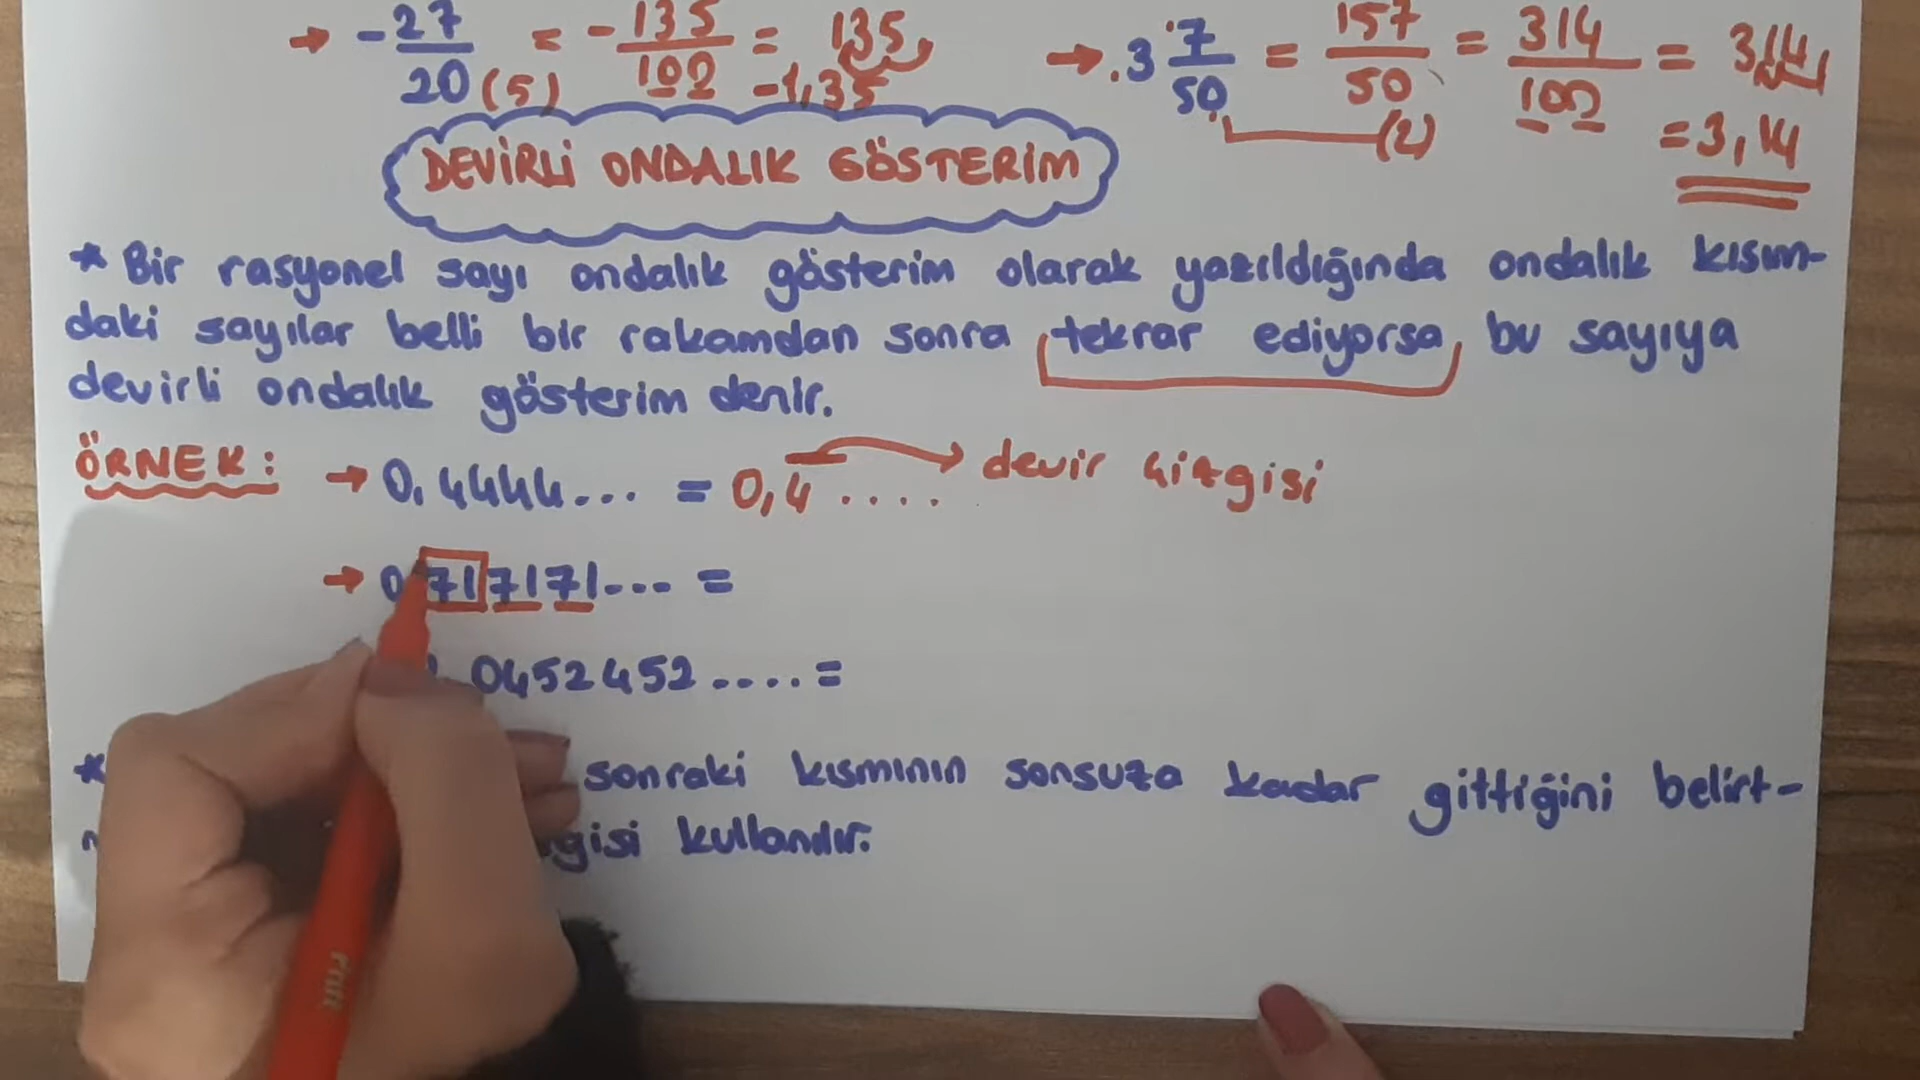 → -27/20 (5) = -135/100 = 135 -1,35
→ .3 7/50 (2) = 157/50 = 314/100 = 314 = 3,14
DEVİRLİ ONDALIK GÖSTERİM
* Bir rasyonel sayı ondalık gösterim olarak yazıldığında ondalık kısım-
daki sayılar belli bir rakamdan sonra tekrar ediyorsa, bu sayıya
devirli ondalık gösterim denir.
ÖRNEK: → 0,4444... = 0,4̅ .... → devir çizgisi
→ 0,717171... =
0452452....=
* sonraki kısmının sonsuza kadar gittiğini belirt-
kullanılır.